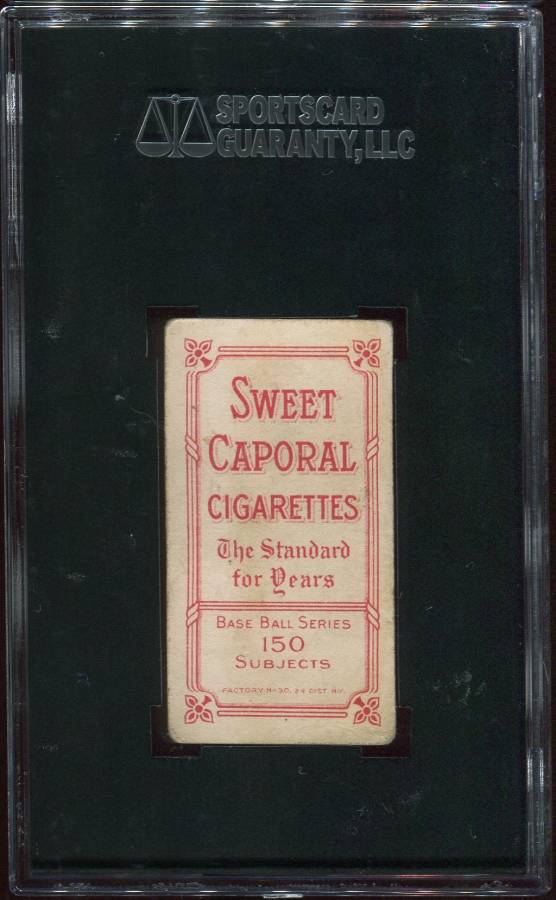 SPORTSCARD
GUARANTY, LLC
SWEET
CAPORAL
CIGARETTES
The Standard
for Years
BASE BALL SERIES
150
SUBJECTS
FACTORY No 30, 2d DIST. N.Y.